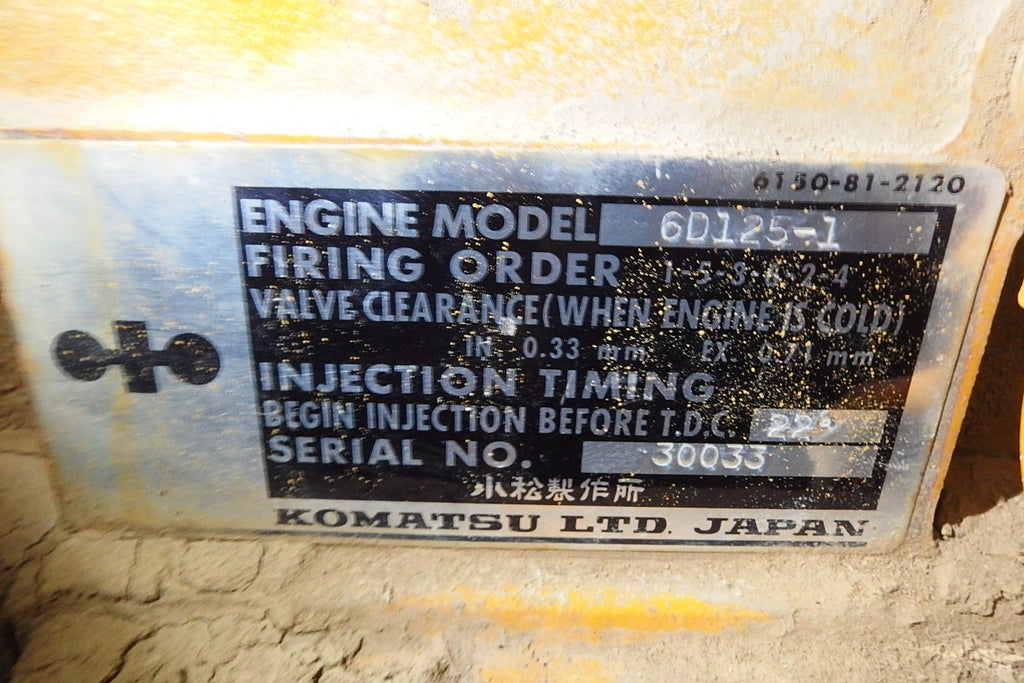 6150-81-2120
ENGINE MODEL 6D125-1
FIRING ORDER 1-5-3-6-2-4
VALVE CLEARANCE(WHEN ENGINE IS COLD)
IN 0.33 mm EX. 0.71 mm
INJECTION TIMING
BEGIN INJECTION BEFORE T.D.C. 22°
SERIAL NO. 30033
小松製作所
KOMATSU LTD. JAPAN